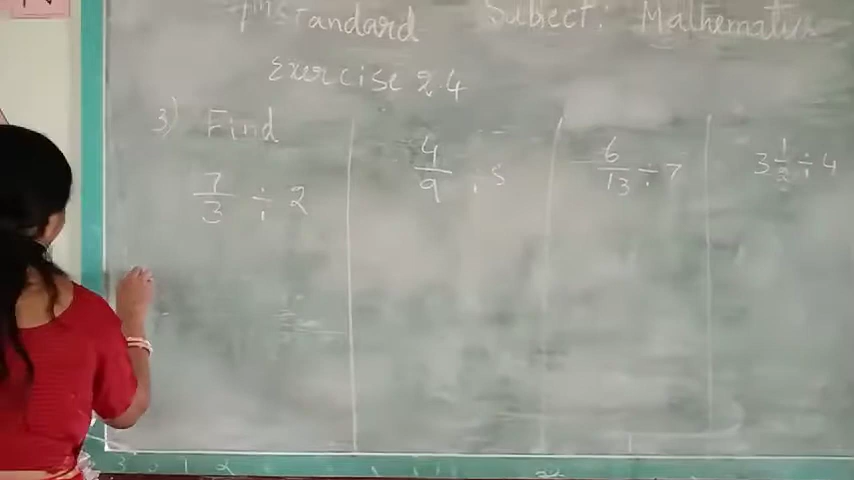 Standard Subject: Mathematics
Exercise 2.4
3) Find
7/3 ÷ 2
4/9 ÷ 5
6/13 ÷ 7
3 1/2 ÷ 4